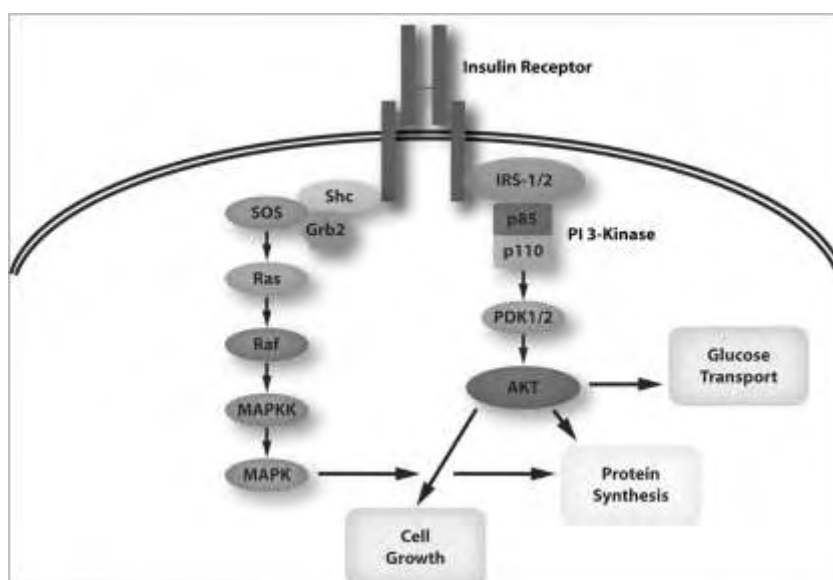 Insulin Receptor
IRS-1/2
Shc
SOS
Grb2
p85
PI 3-Kinase
p110
Ras
PDK1/2
Raf
Glucose
Transport
AKT
MAPKK
MAPK
Protein
Synthesis
Cell
Growth